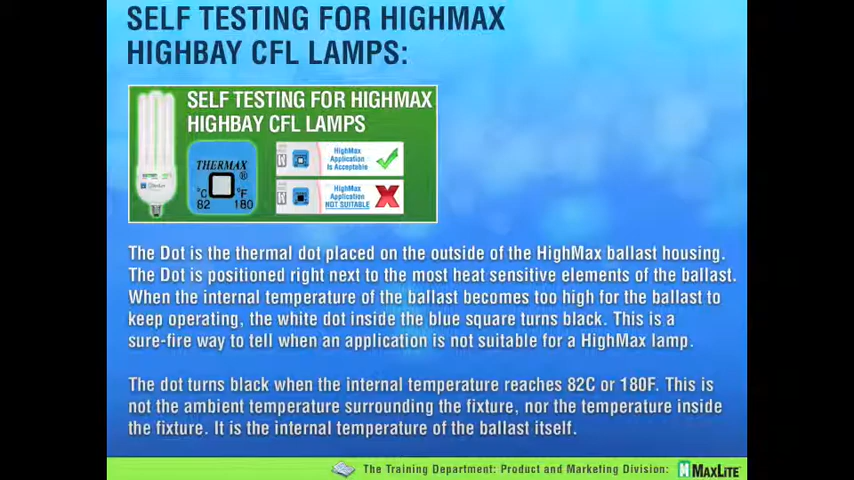 SELF TESTING FOR HIGHMAX
HIGHBAY CFL LAMPS:
SELF TESTING FOR HIGHMAX
HIGHBAY CFL LAMPS
THERMAX
®
°C °F
82 180
HighMax
Application
Is Acceptable
HighMax
Application
NOT SUITABLE
The Dot is the thermal dot placed on the outside of the HighMax ballast housing.
The Dot is positioned right next to the most heat sensitive elements of the ballast.
When the internal temperature of the ballast becomes too high for the ballast to
keep operating, the white dot inside the blue square turns black. This is a
sure-fire way to tell when an application is not suitable for a HighMax lamp.
The dot turns black when the internal temperature reaches 82C or 180F. This is
not the ambient temperature surrounding the fixture, nor the temperature inside
the fixture. It is the internal temperature of the ballast itself.
The Training Department: Product and Marketing Division: MAXLITE